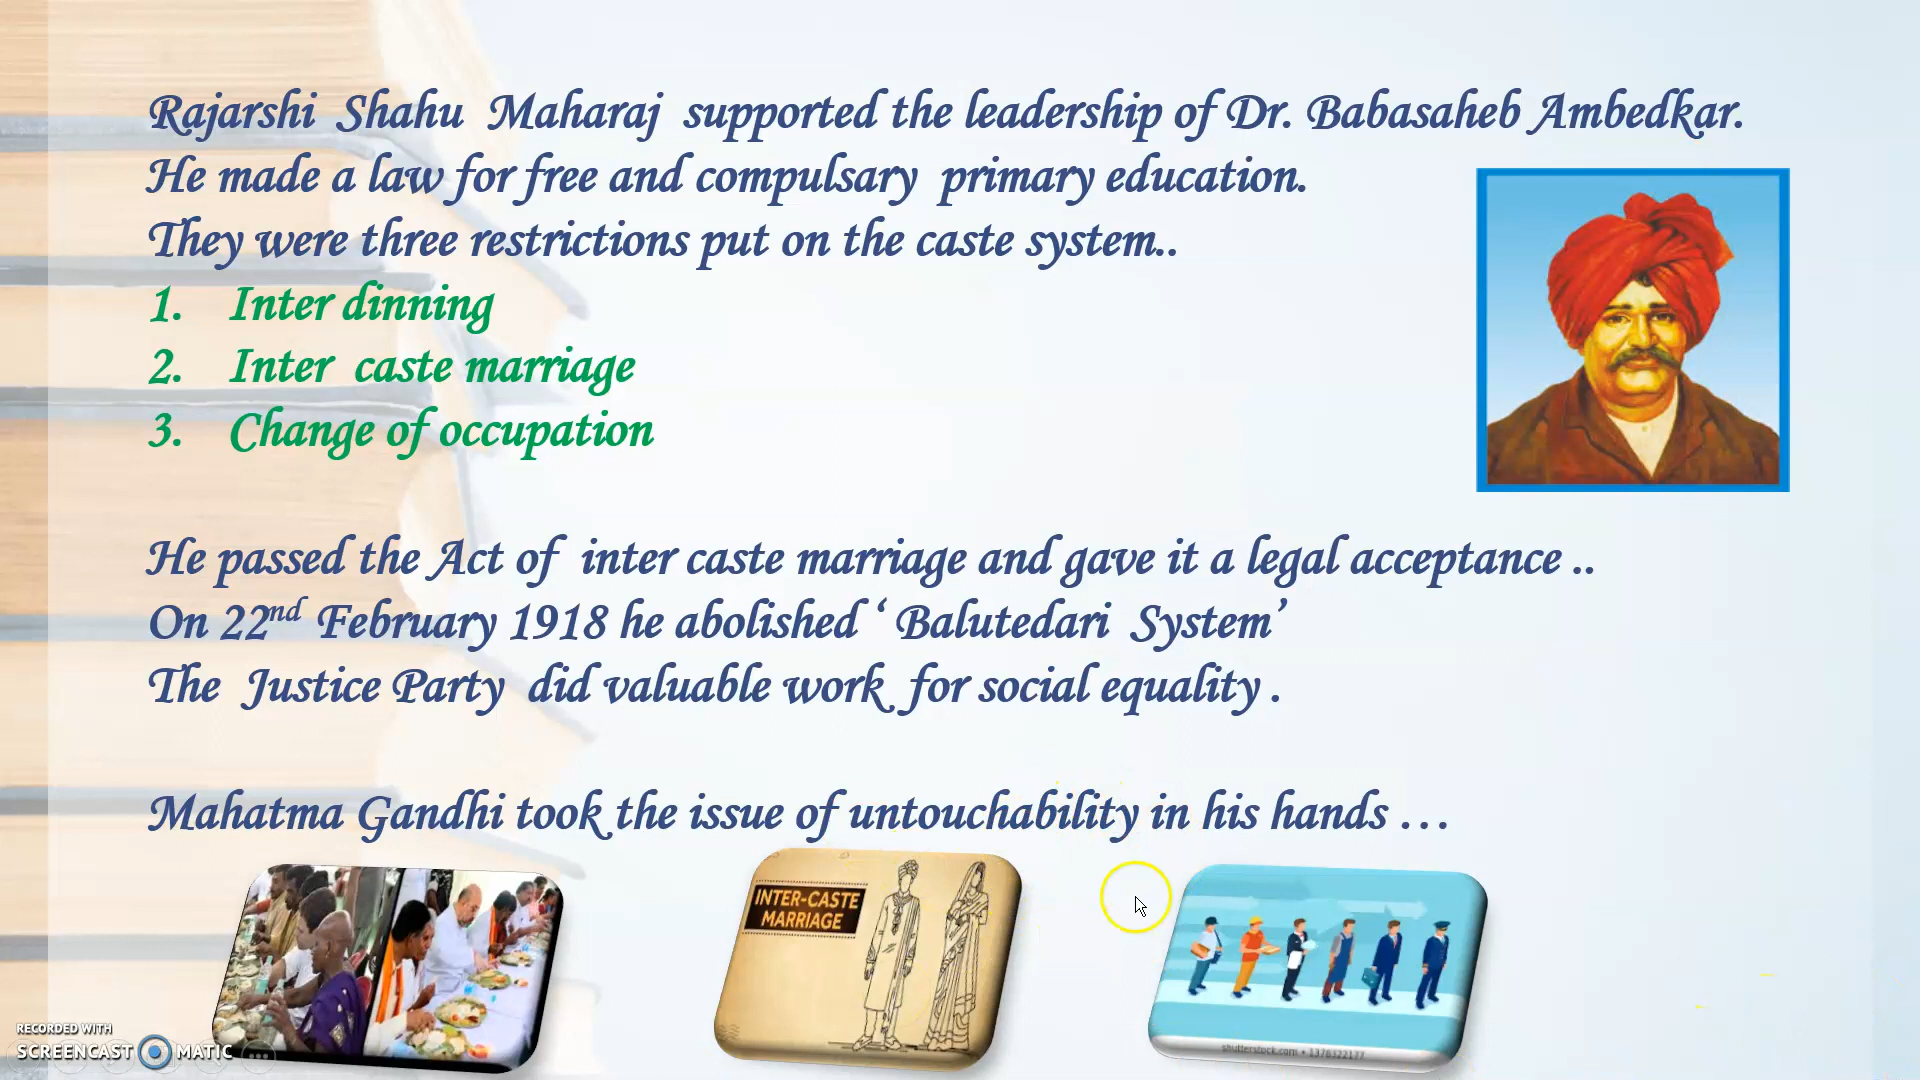 Rajarshi Shahu Maharaj supported the leadership of Dr. Babasaheb Ambedkar.
He made a law for free and compulsary primary education.
They were three restrictions put on the caste system..
1. Inter dinning
2. Inter caste marriage
3. Change of occupation
He passed the Act of inter caste marriage and gave it a legal acceptance ..
On 22nd February 1918 he abolished ‘ Balutedari System’
The Justice Party did valuable work for social equality .
Mahatma Gandhi took the issue of untouchability in his hands ...
INTER-CASTE
MARRIAGE
shutterstock.com • 1376322177
RECORDED WITH
SCREENCAST MATIC